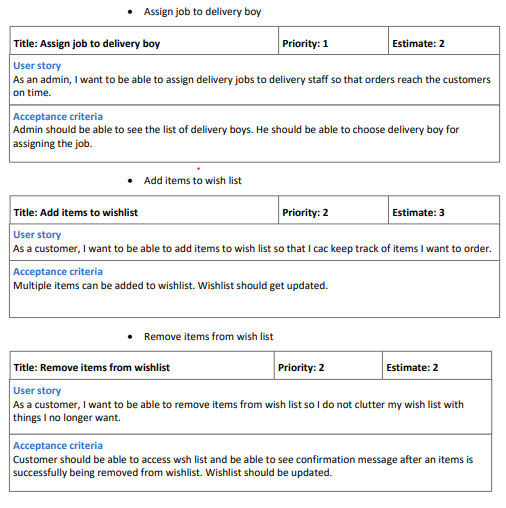 • Assign job to delivery boy
Title: Assign job to delivery boy Priority: 1 Estimate: 2
User story
As an admin, I want to be able to assign delivery jobs to delivery staff so that orders reach the customers
on time.
Acceptance criteria
Admin should be able to see the list of delivery boys. He should be able to choose delivery boy for
assigning the job.
• Add items to wish list
Title: Add items to wishlist Priority: 2 Estimate: 3
User story
As a customer, I want to be able to add items to wish list so that I cac keep track of items I want to order.
Acceptance criteria
Multiple items can be added to wishlist. Wishlist should get updated.
• Remove items from wish list
Title: Remove items from wishlist Priority: 2 Estimate: 2
User story
As a customer, I want to be able to remove items from wish list so I do not clutter my wish list with
things I no longer want.
Acceptance criteria
Customer should be able to access wsh list and be able to see confirmation message after an items is
successfully being removed from wishlist. Wishlist should be updated.